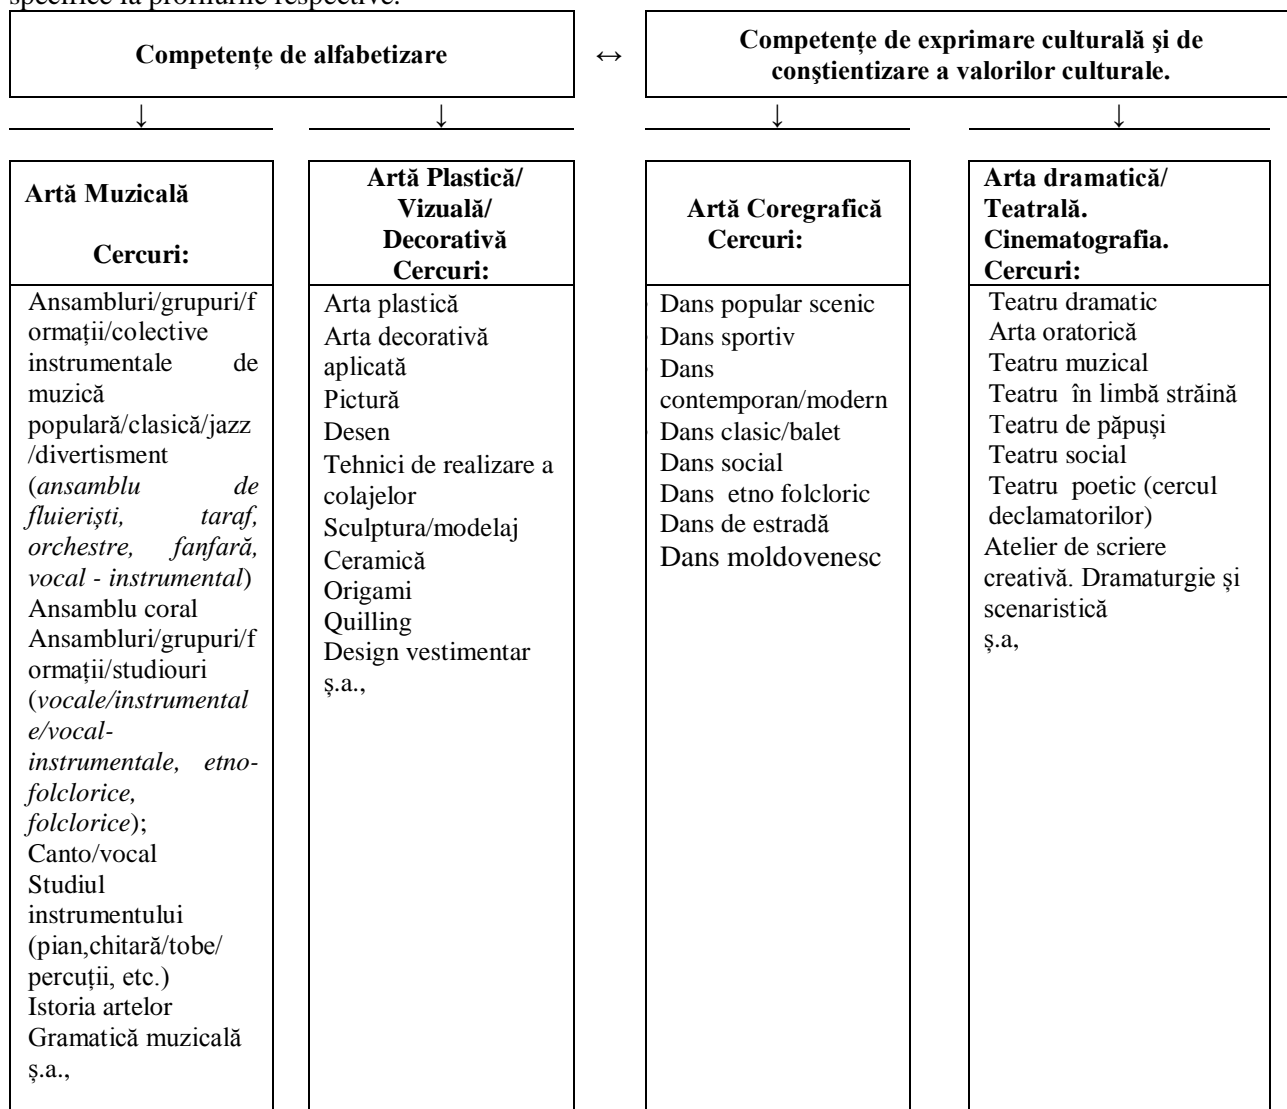 specifice la profilurile respective.
Competențe de alfabetizare
↔
Competențe de exprimare culturală şi de
conştientizare a valorilor culturale.
↓ ↓ ↓ ↓
Artă Muzicală
Cercuri:
Ansambluri/grupuri/f
ormații/colective
instrumentale de
muzică
populară/clasică/jazz
/divertisment
(ansamblu de
fluierişti, taraf,
orchestre, fanfară,
vocal - instrumental)
Ansamblu coral
Ansambluri/grupuri/f
ormații/studiouri
(vocale/instrumental
e/vocal-
instrumentale, etno-
folclorice,
folclorice);
Canto/vocal
Studiul
instrumentului
(pian,chitară/tobe/
percuții, etc.)
Istoria artelor
Gramatică muzicală
ș.a.,
Artă Plastică/
Vizuală/
Decorativă
Cercuri:
Arta plastică
Arta decorativă
aplicată
Pictură
Desen
Tehnici de realizare a
colajelor
Sculptura/modelaj
Ceramică
Origami
Quilling
Design vestimentar
ș.a.,
Artă Coregrafică
Cercuri:
Dans popular scenic
Dans sportiv
Dans
contemporan/modern
Dans clasic/balet
Dans social
Dans etno folcloric
Dans de estradă
Dans moldovenesc
Arta dramatică/
Teatrală.
Cinematografia.
Cercuri:
Teatru dramatic
Arta oratorică
Teatru muzical
Teatru în limbă străină
Teatru de păpuși
Teatru social
Teatru poetic (cercul
declamatorilor)
Atelier de scriere
creativă. Dramaturgie și
scenaristică
ș.a,